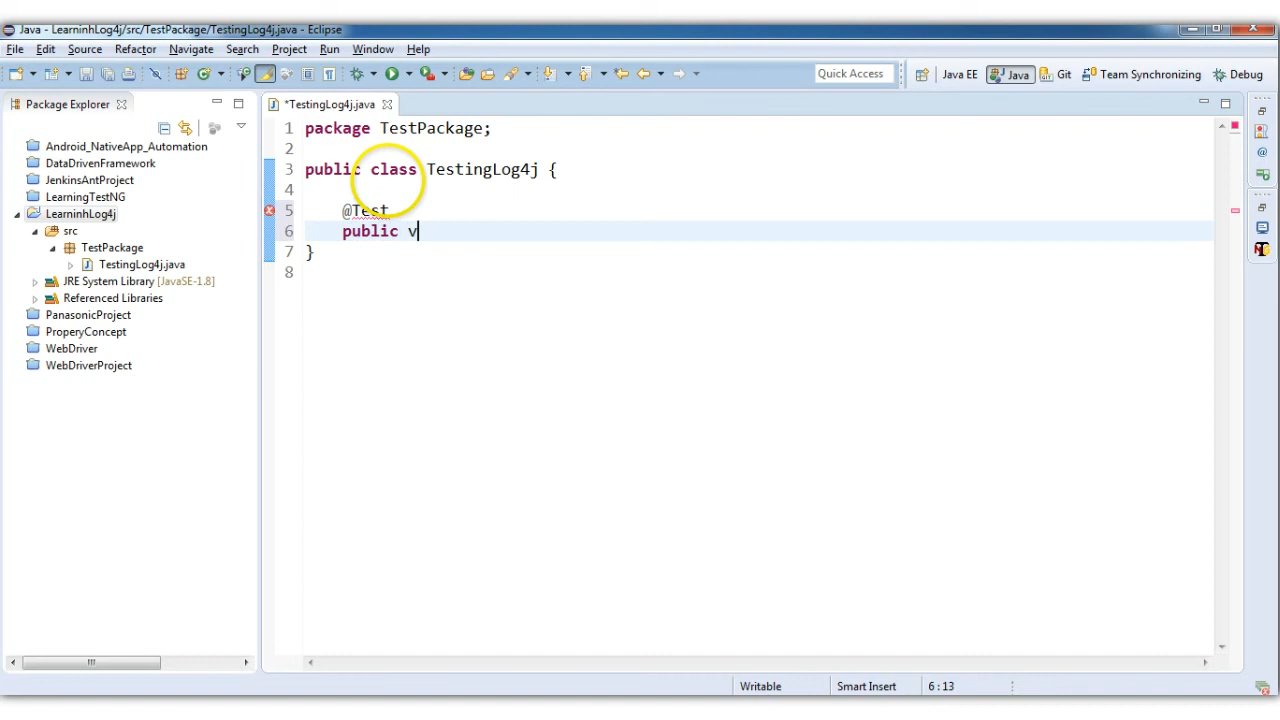 Java - LearninhLog4j/src/TestPackage/TestingLog4j.java - Eclipse
File Edit Source Refactor Navigate Search Project Run Window Help
Quick Access Java EE Java Git Team Synchronizing Debug
Package Explorer
Android_NativeApp_Automation
DataDrivenFramework
JenkinsAntProject
LearningTestNG
LearninhLog4j
src
TestPackage
TestingLog4j.java
JRE System Library [JavaSE-1.8]
Referenced Libraries
PanasonicProject
ProperyConcept
WebDriver
WebDriverProject
*TestingLog4j.java
1 package TestPackage;
2
3 public class TestingLog4j {
4
5 @Test
6 public v
7 }
8
Writable Smart Insert 6 : 13